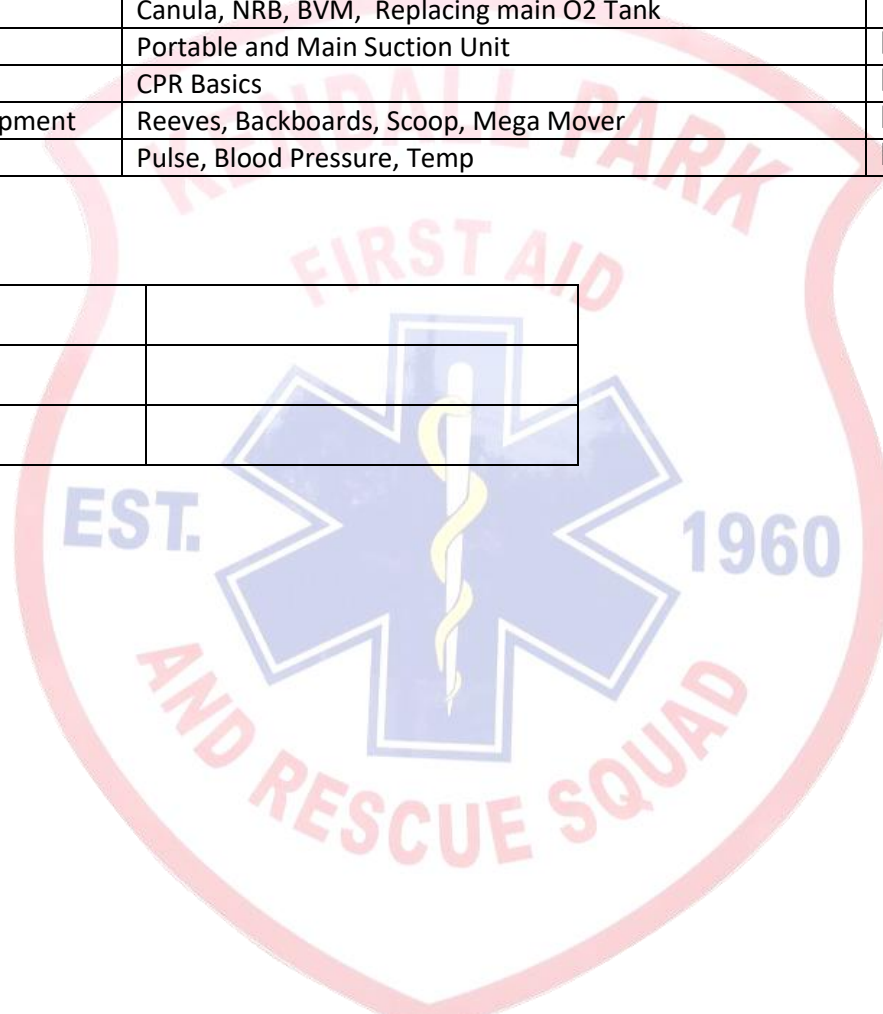 Canula, NRB, BVM, Replacing main O2 Tank
Portable and Main Suction Unit
CPR Basics
pment Reeves, Backboards, Scoop, Mega Mover
Pulse, Blood Pressure, Temp
KENDALL PARK
FIRST AID
EST. 1960
AND RESCUE SQUAD